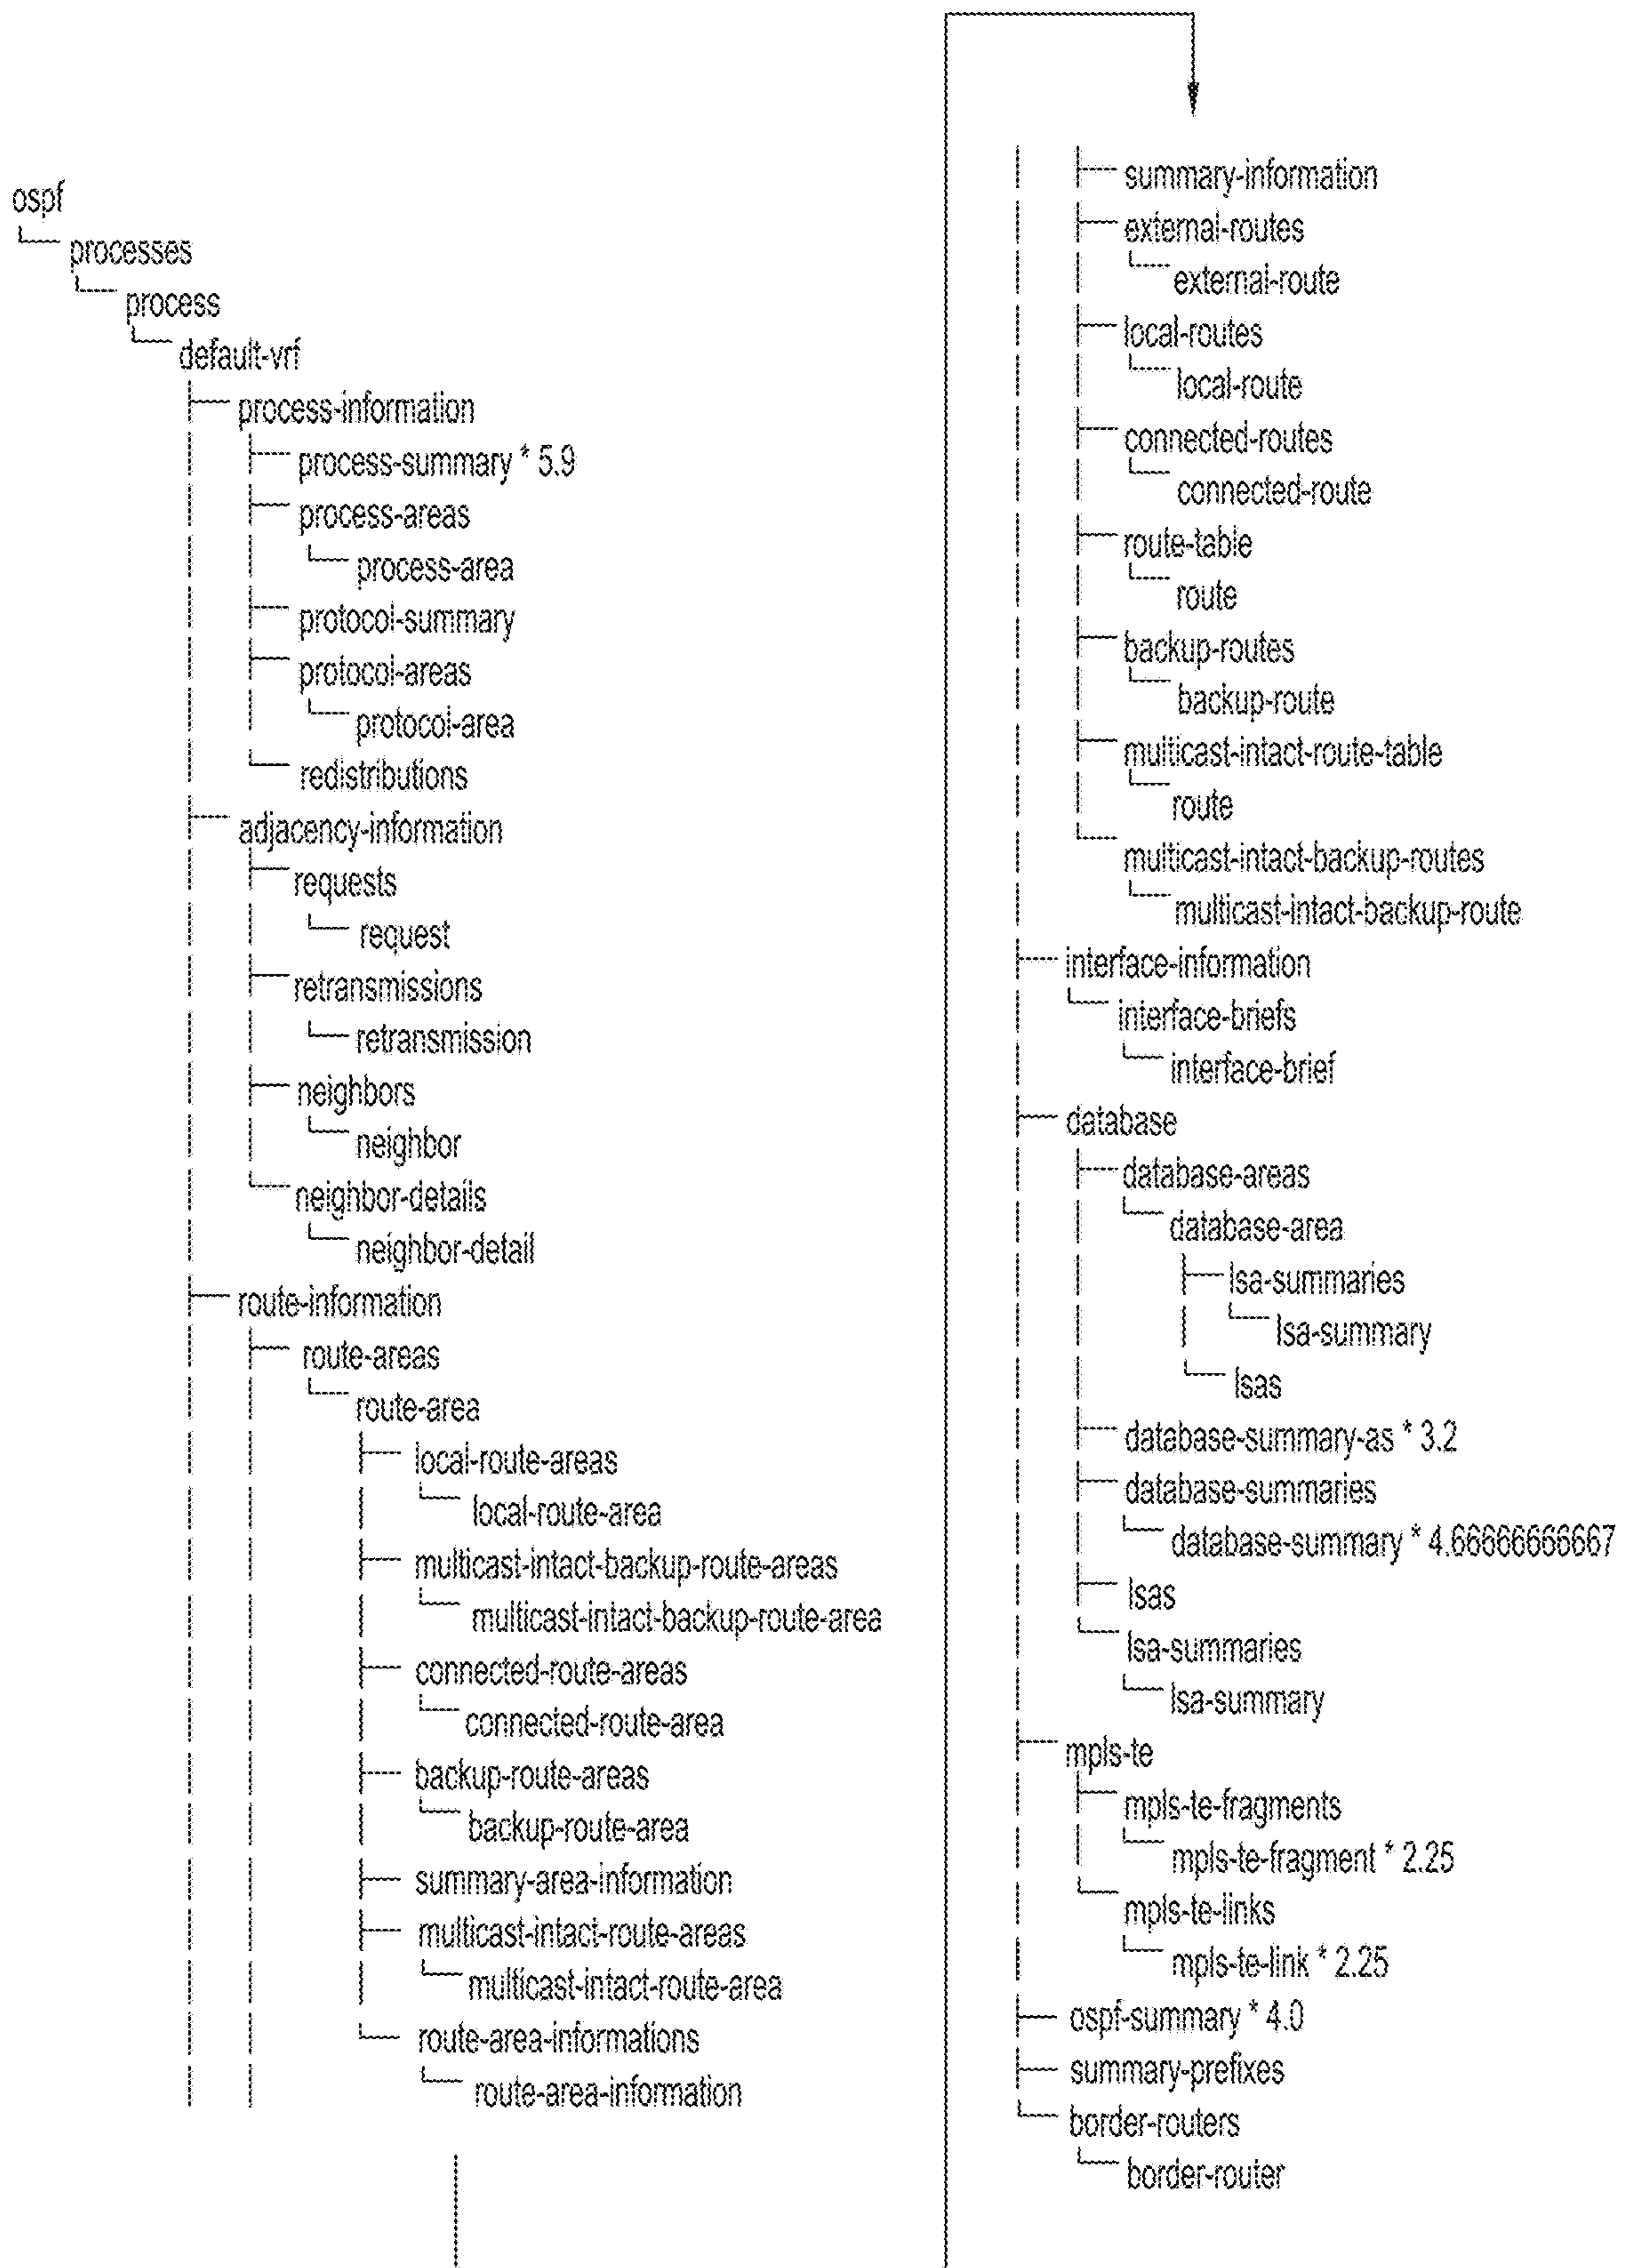 ospf
processes
process
default-vrf
process-information
process-summary * 5.9
process-areas
process-area
protocol-summary
protocol-areas
protocol-area
redistributions
adjacency-information
requests
request
retransmissions
retransmission
neighbors
neighbor
neighbor-details
neighbor-detail
route-information
route-areas
route-area
local-route-areas
local-route-area
multicast-intact-backup-route-areas
multicast-intact-backup-route-area
connected-route-areas
connected-route-area
backup-route-areas
backup-route-area
summary-area-information
multicast-intact-route-areas
multicast-intact-route-area
route-area-informations
route-area-information
summary-information
external-routes
external-route
local-routes
local-route
connected-routes
connected-route
route-table
route
backup-routes
backup-route
multicast-intact-route-table
route
multicast-intact-backup-routes
multicast-intact-backup-route
interface-information
interface-briefs
interface-brief
database
database-areas
database-area
lsa-summaries
lsa-summary
lsas
database-summary-as * 3.2
database-summaries
database-summary * 4.66666666667
lsas
lsa-summaries
lsa-summary
mpls-te
mpls-te-fragments
mpls-te-fragment * 2.25
mpls-te-links
mpls-te-link * 2.25
ospf-summary * 4.0
summary-prefixes
border-routers
border-router